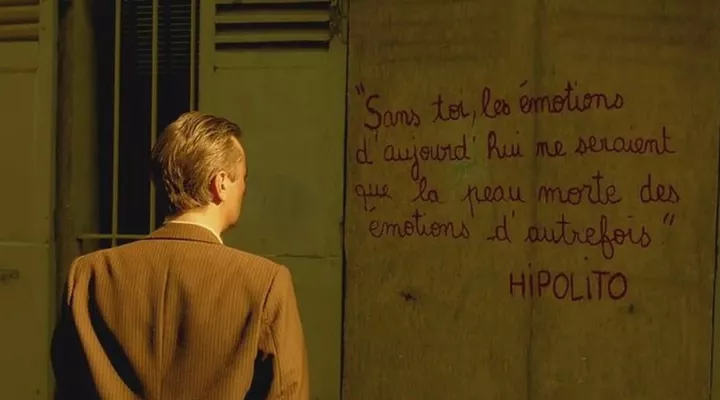 "Sans toi, les émotions
d'aujourd'hui ne seraient
que la peau morte des
émotions d'autrefois"
HIPOLITO